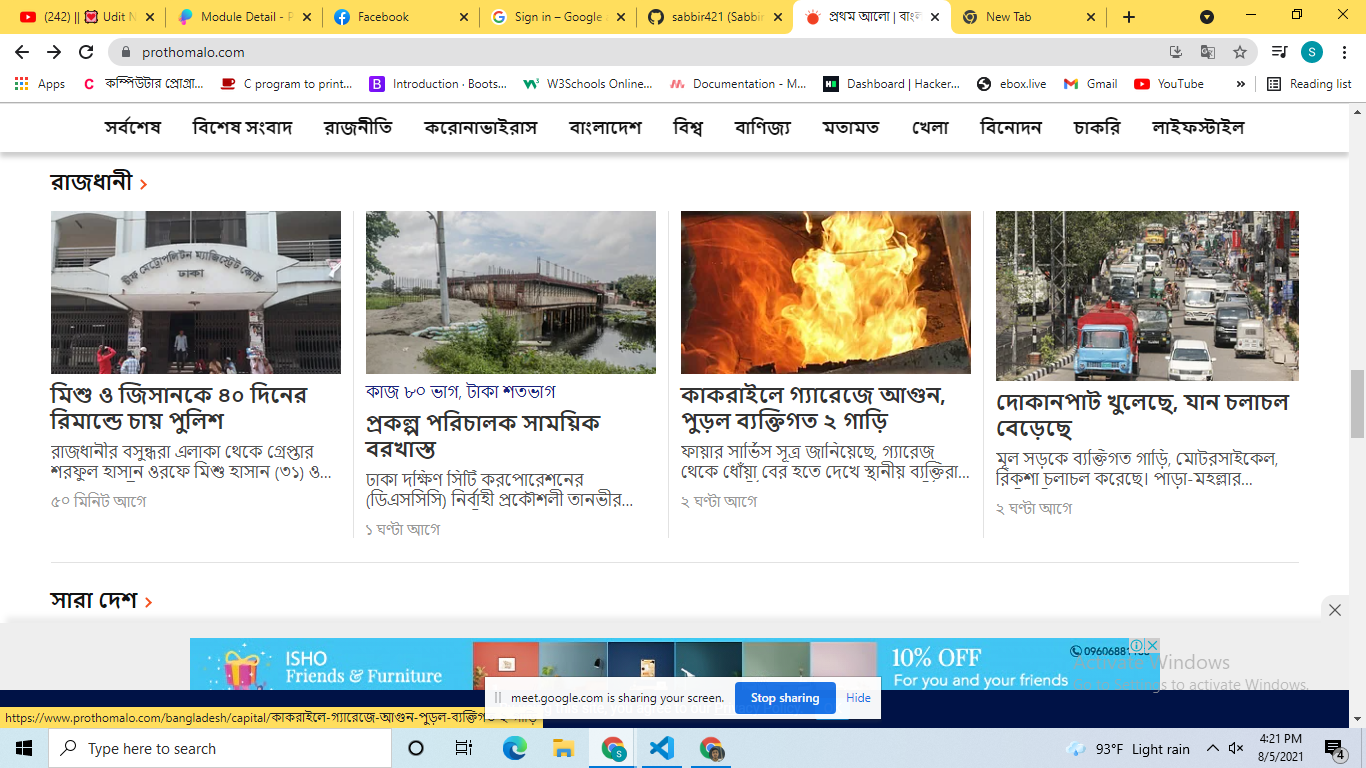 (242) || 💟 Udit N
Module Detail - P
Facebook
Sign in – Google
sabbir421 (Sabbir
প্রথম আলো | বাংলা
New Tab
prothomalo.com
S
Apps
কম্পিউটার প্রোগ্রা...
C program to print...
Introduction · Boots...
W3Schools Online...
Documentation - M...
Dashboard | Hacker...
ebox.live
Gmail
YouTube
»
Reading list
সর্বশেষ বিশেষ সংবাদ রাজনীতি করোনাভাইরাস বাংলাদেশ বিশ্ব বাণিজ্য মতামত খেলা বিনোদন চাকরি লাইফস্টাইল
রাজধানী >
চীফ মেট্রোপলিটন ম্যাজিস্ট্রেট কোর্ট
ঢাকা
মিশু ও জিসানকে ৪০ দিনের
রিমান্ডে চায় পুলিশ
রাজধানীর বসুন্ধরা এলাকা থেকে গ্রেপ্তার
শরফুল হাসান ওরফে মিশু হাসান (৩১) ও...
৫০ মিনিট আগে
কাজ ৮০ ভাগ, টাকা শতভাগ
প্রকল্প পরিচালক সাময়িক
বরখাস্ত
ঢাকা দক্ষিণ সিটি করপোরেশনের
(ডিএসসিসি) নির্বাহী প্রকৌশলী তানভীর...
১ ঘণ্টা আগে
কাকরাইলে গ্যারেজে আগুন,
পুড়ল ব্যক্তিগত ২ গাড়ি
ফায়ার সার্ভিস সূত্র জানিয়েছে, গ্যারেজ
থেকে ধোঁয়া বের হতে দেখে স্থানীয় ব্যক্তিরা...
২ ঘণ্টা আগে
দোকানপাট খুলেছে, যান চলাচল
বেড়েছে
মূল সড়কে ব্যক্তিগত গাড়ি, মোটরসাইকেল,
রিকশা চলাচল করেছে। পাড়া-মহল্লার...
২ ঘণ্টা আগে
সারা দেশ >
ISHO
Friends & Furniture
10% OFF
For you and your friends
Activate Windows
to activate Windows.
meet.google.com is sharing your screen.
Stop sharing
Hide
https://www.prothomalo.com/bangladesh/capital/কাকরাইলে-গ্যারেজে-আগুন-পুড়ল-ব্যক্তিগত-২-গাড়ি
Type here to search
93°F Light rain
4:21 PM
8/5/2021
4